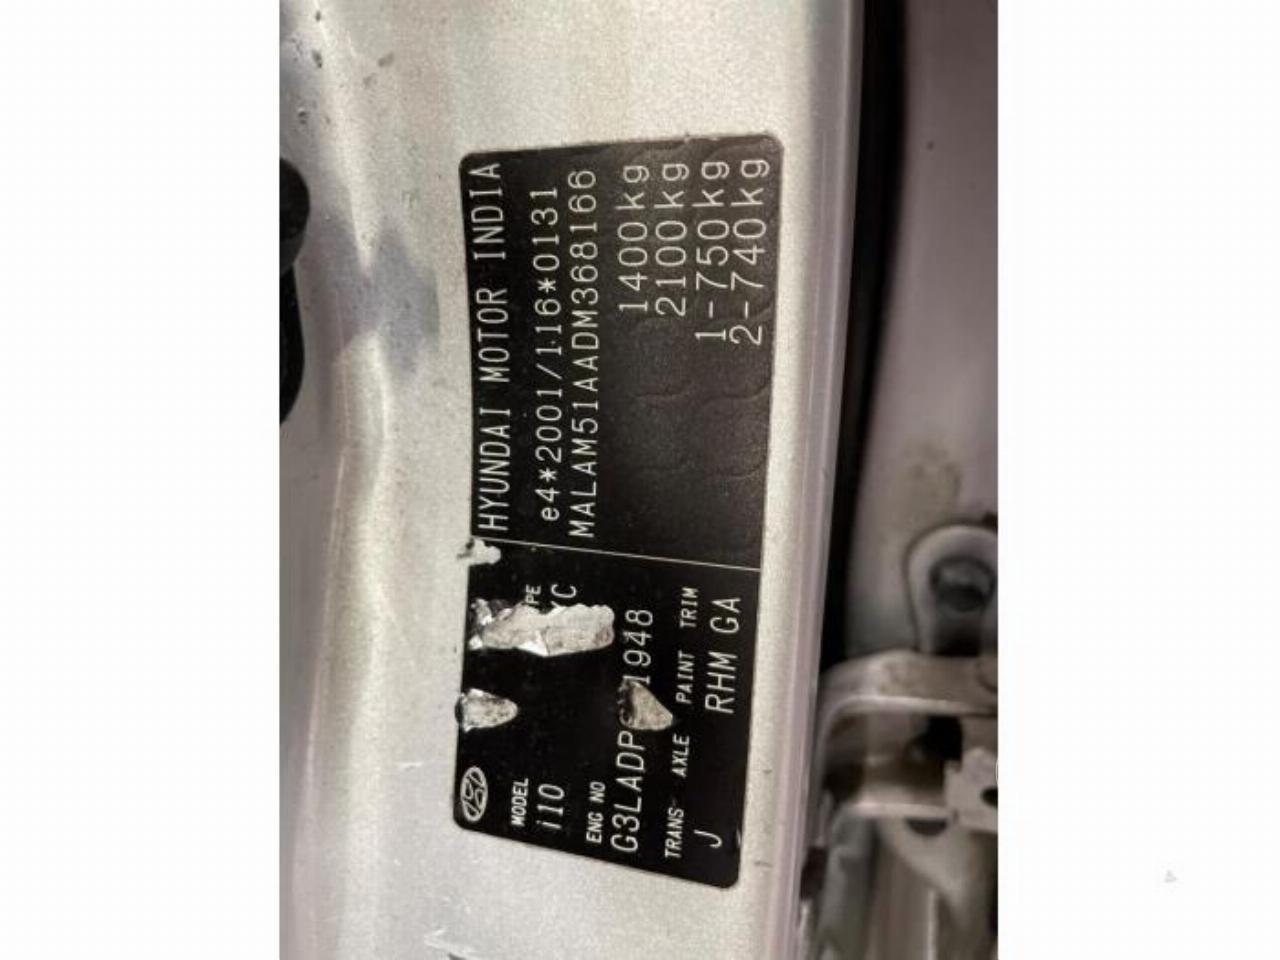 MODEL
i10
ENG NO
G3LADP 1948
TRANS AXLE PAINT TRIM
J RHM GA
HYUNDAI MOTOR INDIA
e4*2001/116*0131
MALAM51AADM368166
1400kg
2100kg
1-750kg
2-740kg